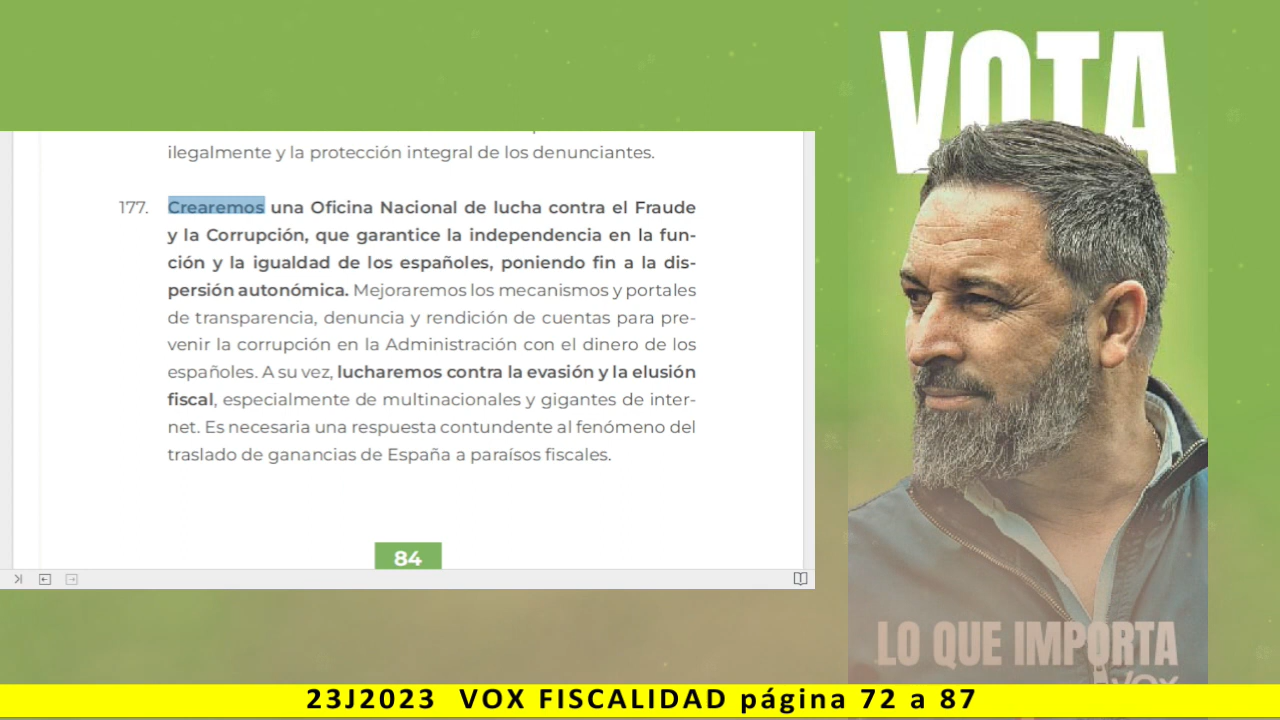 VOTA
ilegalmente y la protección integral de los denunciantes.
177. Crearemos una Oficina Nacional de lucha contra el Fraude
y la Corrupción, que garantice la independencia en la fun-
ción y la igualdad de los españoles, poniendo fin a la dis-
persión autonómica. Mejoraremos los mecanismos y portales
de transparencia, denuncia y rendición de cuentas para pre-
venir la corrupción en la Administración con el dinero de los
españoles. A su vez, lucharemos contra la evasión y la elusión
fiscal, especialmente de multinacionales y gigantes de inter-
net. Es necesaria una respuesta contundente al fenómeno del
traslado de ganancias de España a paraísos fiscales.
84
LO QUE IMPORTA
VOX
23J2023 VOX FISCALIDAD página 72 a 87